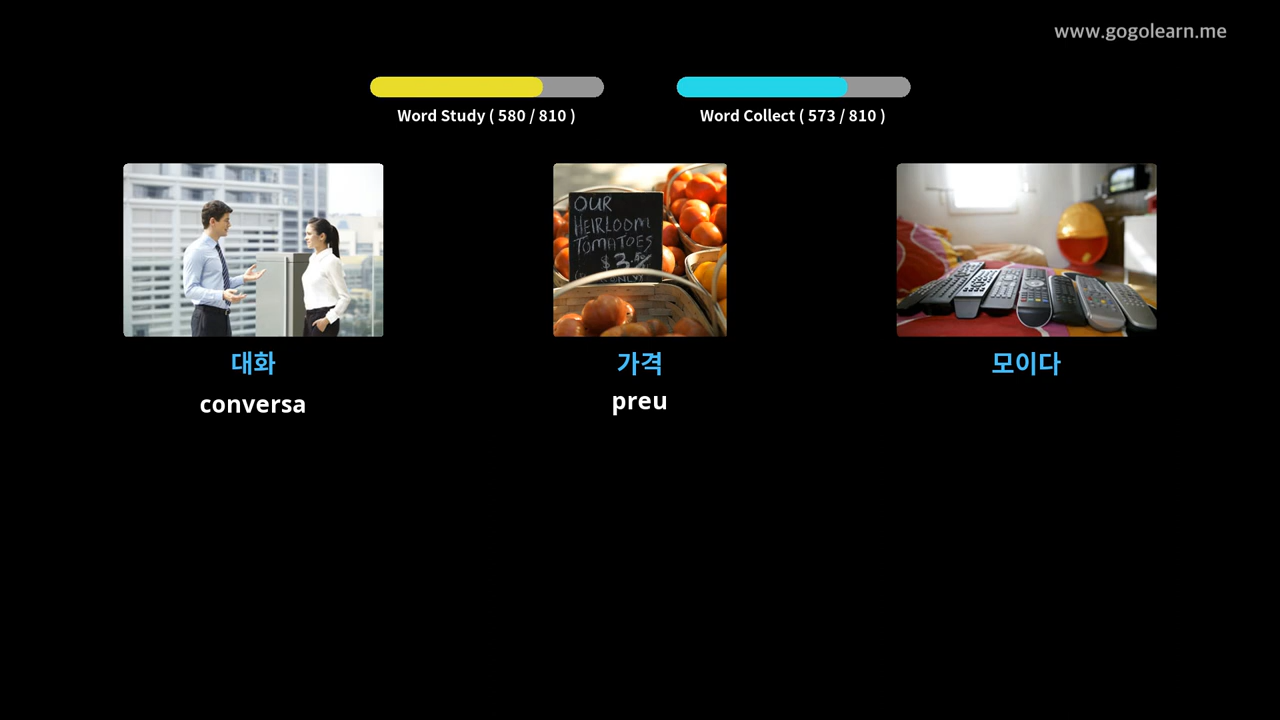 www.gogolearn.me
Word Study ( 580 / 810 )
Word Collect ( 573 / 810 )
OUR
HEIRLOOM
TOMATOES
대화
가격
모이다
conversa
preu